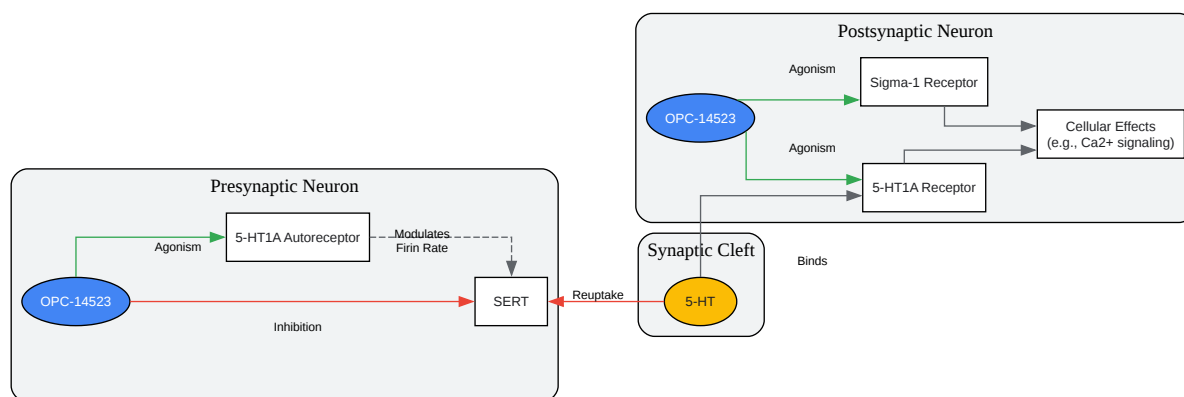 Postsynaptic Neuron
Agonism
Sigma-1 Receptor
OPC-14523
Cellular Effects
(e.g., Ca2+ signaling)
Agonism
5-HT1A Receptor
Presynaptic Neuron
5-HT1A Autoreceptor
Modulates
Firin Rate
Agonism
OPC-14523
Inhibition
SERT
Reuptake
Synaptic Cleft
5-HT
Binds